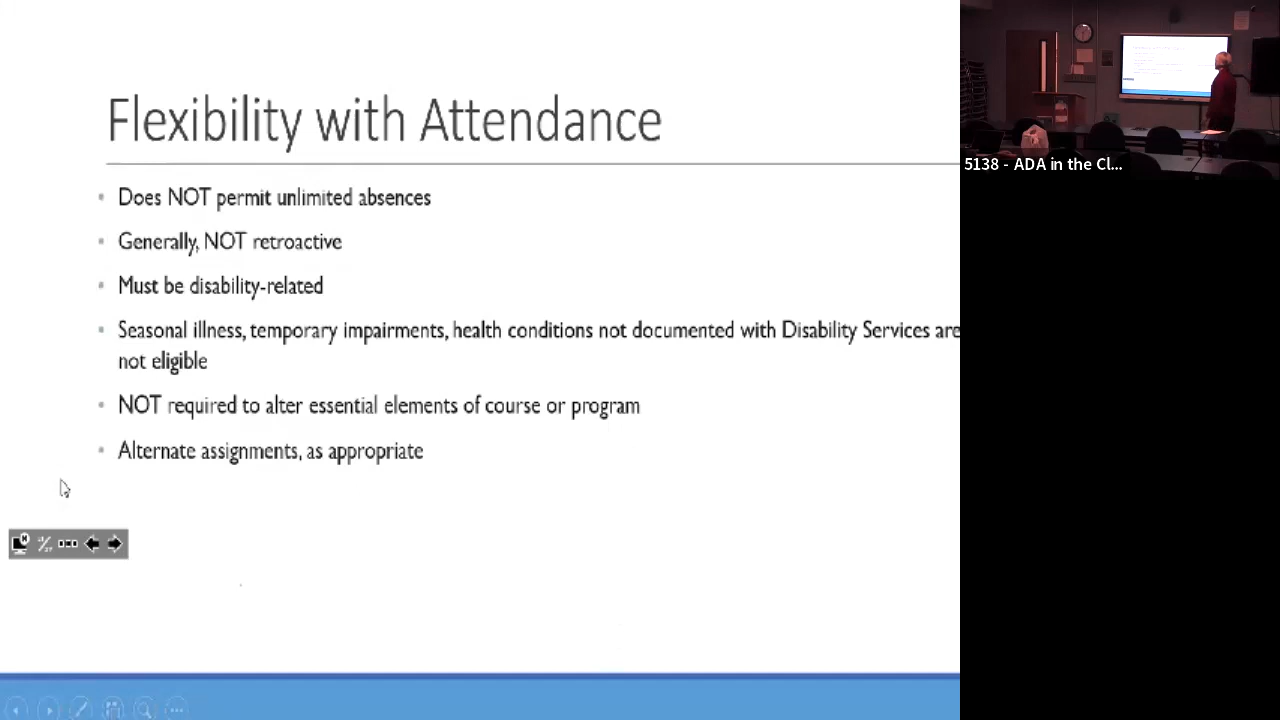 Flexibility with Attendance
Does NOT permit unlimited absences
Generally, NOT retroactive
Must be disability-related
Seasonal illness, temporary impairments, health conditions not documented with Disability Services are
not eligible
NOT required to alter essential elements of course or program
Alternate assignments, as appropriate
5138 - ADA in the Cl...